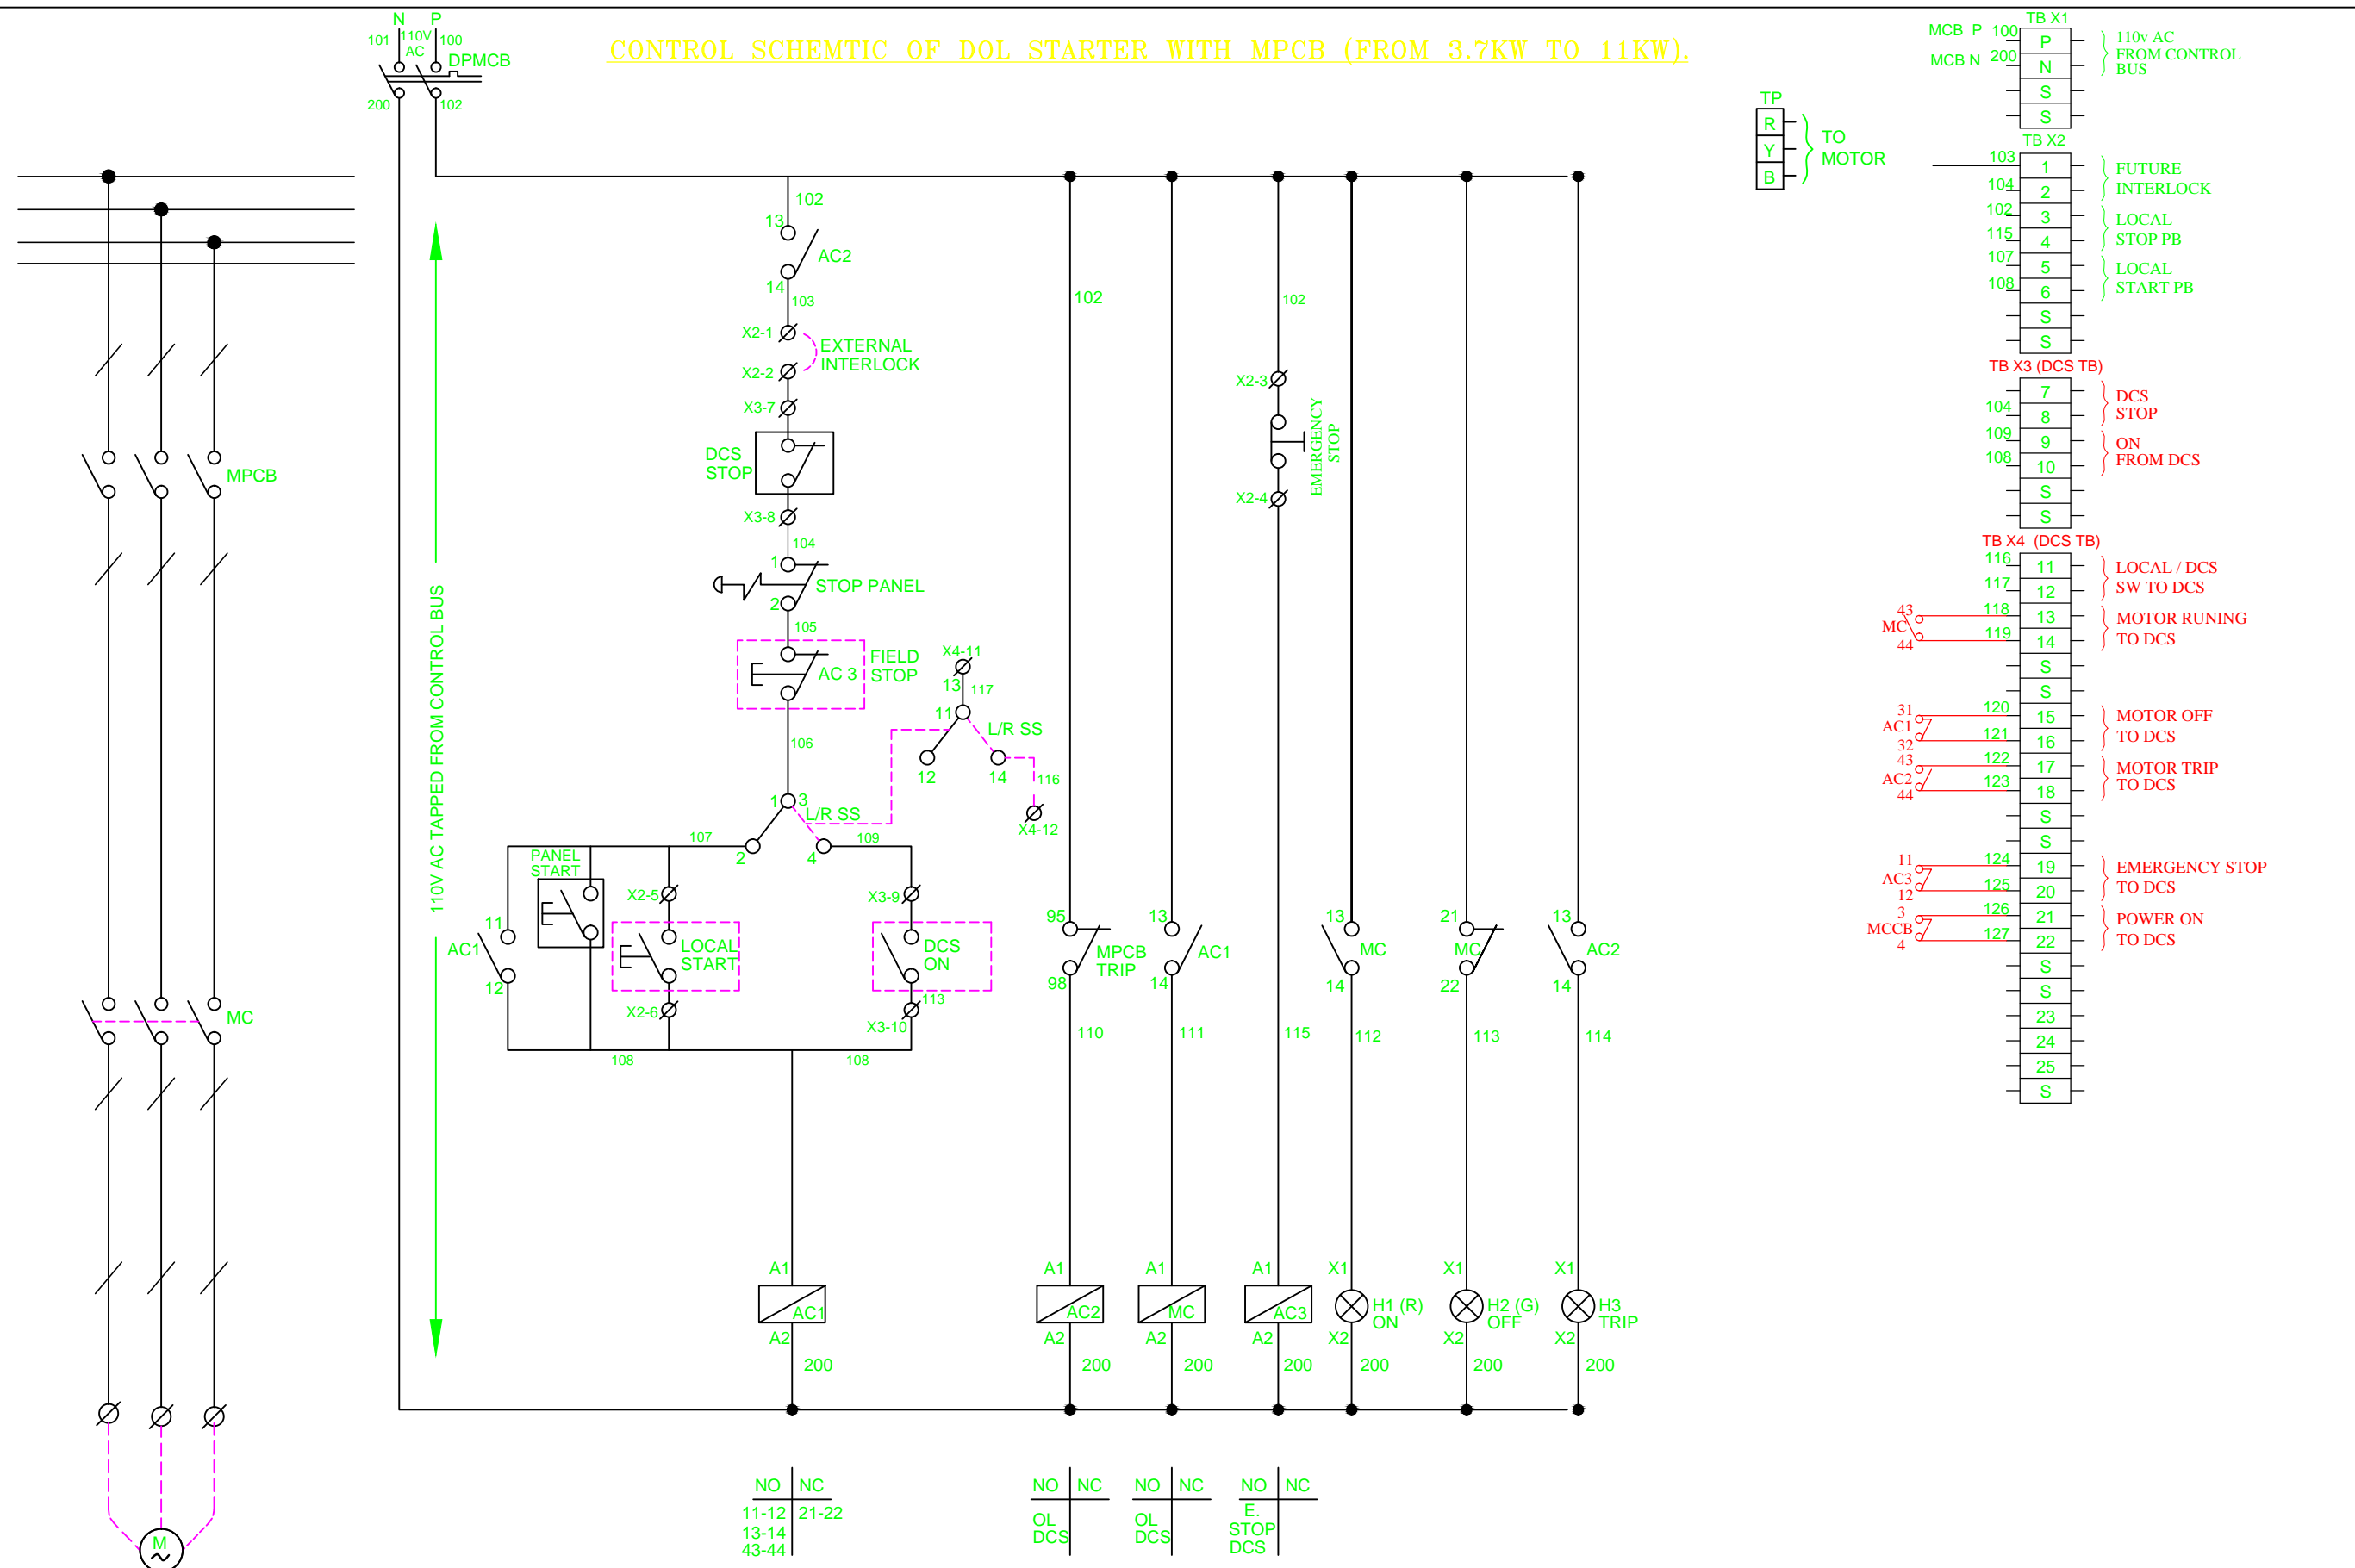 CONTROL SCHEMTIC OF DOL STARTER WITH MPCB (FROM 3.7KW TO 11KW).
N P
101 110V 100
AC
DPMCB
200 102
MPCB
MC
M
110V AC TAPPED FROM CONTROL BUS
102
13
AC2
14
103
X2-1
EXTERNAL
INTERLOCK
X2-2
X3-7
DCS
STOP
X3-8
104
1
STOP PANEL
2
105
FIELD
STOP
AC 3
106
X4-11
13
117
11
L/R SS
12
14
116
X4-12
1 3
L/R SS
107
109
2
4
PANEL
START
X2-5
X3-9
11
AC1
12
LOCAL
START
DCS
ON
X2-6
113
X3-10
108
108
A1
AC1
A2
200
102
95
MPCB
TRIP
98
110
A1
AC2
A2
200
13
AC1
14
111
A1
MC
A2
200
102
X2-3
EMERGENCY
STOP
X2-4
115
A1
AC3
A2
200
13
MC
14
112
X1
H1 (R)
ON
X2
200
21
MC
22
113
X1
H2 (G)
OFF
X2
200
13
AC2
14
114
X1
H3
TRIP
X2
200
NO NC
11-12 21-22
13-14
43-44
NO NC
OL
DCS
NO NC
OL
DCS
NO NC
E.
STOP
DCS
TP
R
Y
B
TO
MOTOR
TB X1
MCB P 100 P
MCB N 200 N
S
S
110v AC
FROM CONTROL
BUS
TB X2
103 1
104 2
FUTURE
INTERLOCK
102 3
115 4
LOCAL
STOP PB
107 5
108 6
LOCAL
START PB
S
S
TB X3 (DCS TB)
7
104 8
DCS
STOP
109 9
108 10
ON
FROM DCS
S
S
TB X4 (DCS TB)
116 11
117 12
LOCAL / DCS
SW TO DCS
43 118 13
MC
44 119 14
MOTOR RUNING
TO DCS
S
S
31 120 15
AC1
32 121 16
MOTOR OFF
TO DCS
43 122 17
AC2
44 123 18
MOTOR TRIP
TO DCS
S
S
11 124 19
AC3
12 125 20
EMERGENCY STOP
TO DCS
3 126 21
MCCB
4 127 22
POWER ON
TO DCS
S
S
23
24
25
S